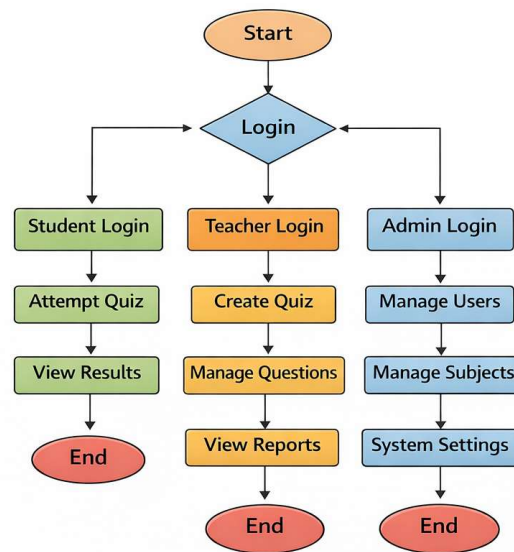 Start
Login
Student Login
Teacher Login
Admin Login
Attempt Quiz
Create Quiz
Manage Users
View Results
Manage Questions
Manage Subjects
End
View Reports
System Settings
End
End